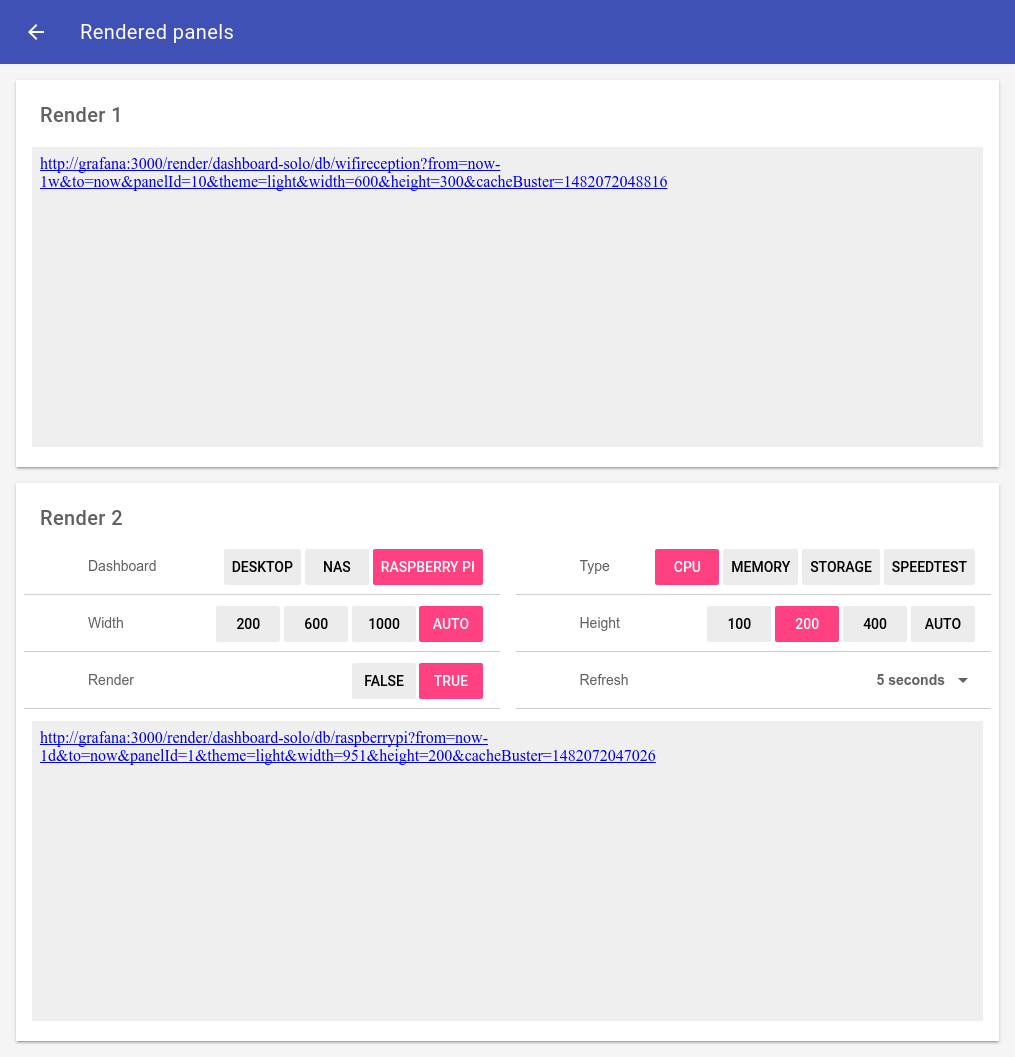 Rendered panels
Render 1
http://grafana:3000/render/dashboard-solo/db/wifireception?from=now-
1w&to=now&panelId=10&theme=light&width=600&height=300&cacheBuster=1482072048816
Render 2
Dashboard DESKTOP NAS RASPBERRY PI Type CPU MEMORY STORAGE SPEEDTEST
Width 200 600 1000 AUTO Height 100 200 400 AUTO
Render FALSE TRUE Refresh 5 seconds
http://grafana:3000/render/dashboard-solo/db/raspberrypi?from=now-
1d&to=now&panelId=1&theme=light&width=951&height=200&cacheBuster=1482072047026